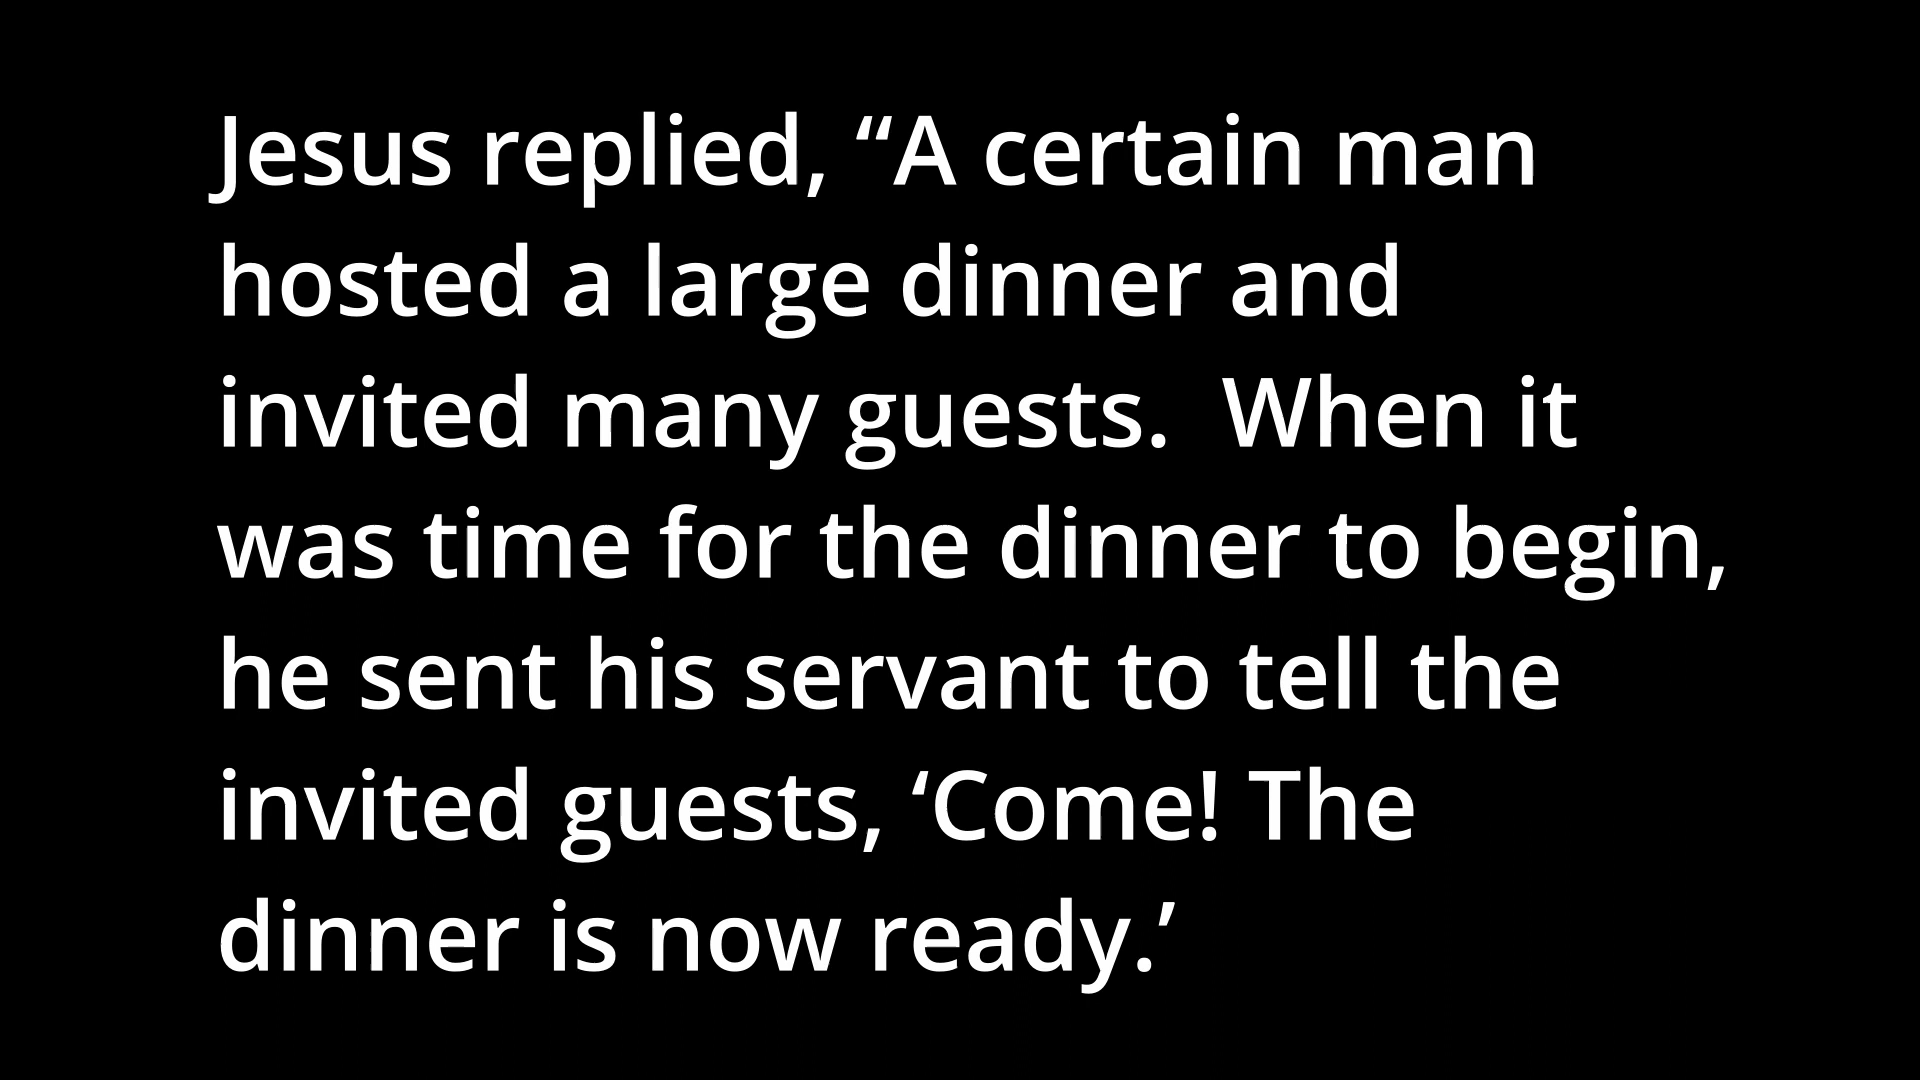 Jesus replied, “A certain man
hosted a large dinner and
invited many guests.  When it
was time for the dinner to begin,
he sent his servant to tell the
invited guests, ‘Come! The
dinner is now ready.’